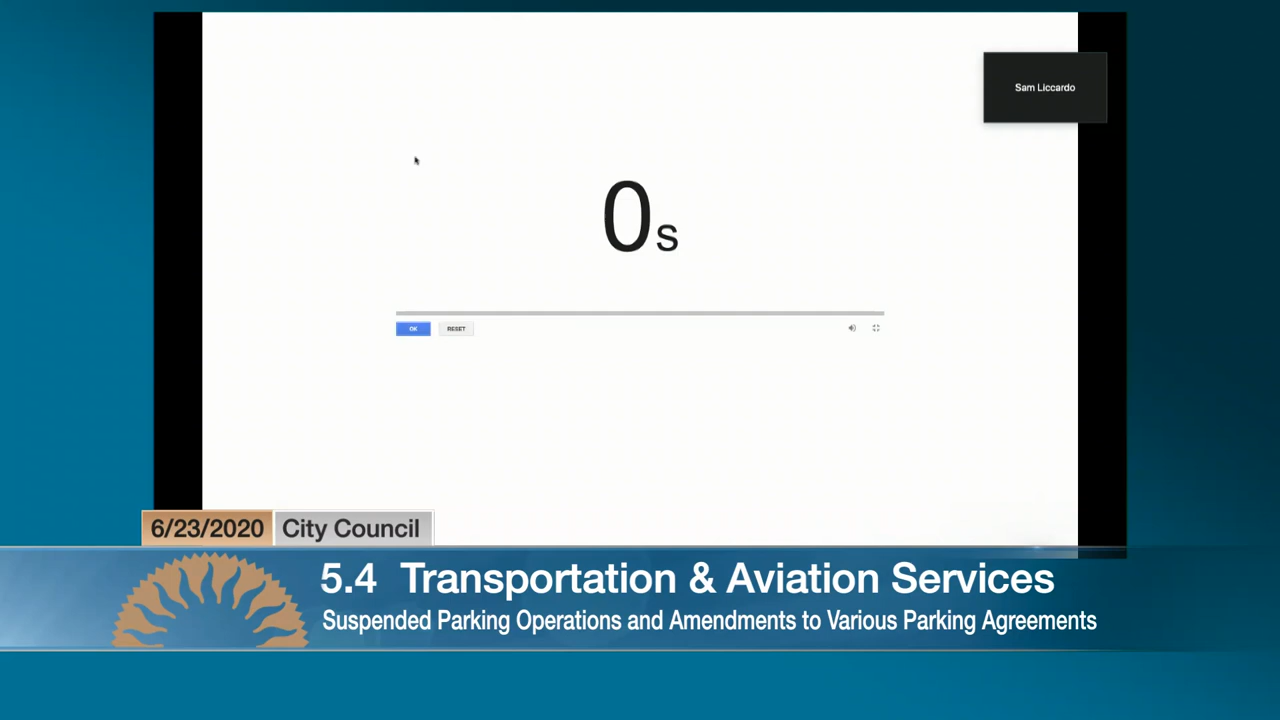 Sam Liccardo
0s
OK
RESET
6/23/2020 City Council
5.4 Transportation & Aviation Services
Suspended Parking Operations and Amendments to Various Parking Agreements